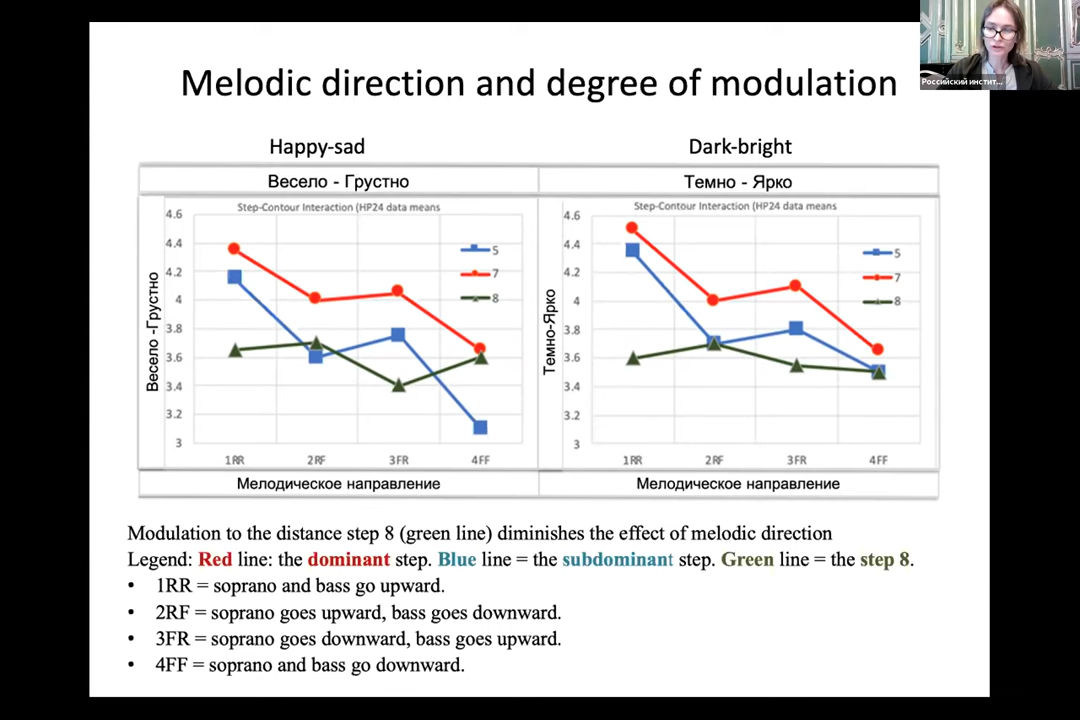 Российский инстит...
Melodic direction and degree of modulation
Happy-sad
Dark-bright
Весело - Грустно
Темно - Ярко
Step-Contour Interaction (HP24 data means
4.6
4.4
4.2
4
3.8
3.6
3.4
3.2
3
5
7
8
Весело -Грустно
1RR
2RF
3FR
4FF
Мелодическое направление
Step-Contour Interaction (HP24 data means
4.6
4.4
4.2
4
3.8
3.6
3.4
3.2
3
5
7
8
Темно-Ярко
1RR
2RF
3FR
4FF
Мелодическое направление
Modulation to the distance step 8 (green line) diminishes the effect of melodic direction
Legend: Red line: the dominant step. Blue line = the subdominant step. Green line = the step 8.
• 1RR = soprano and bass go upward.
• 2RF = soprano goes upward, bass goes downward.
• 3FR = soprano goes downward, bass goes upward.
• 4FF = soprano and bass go downward.